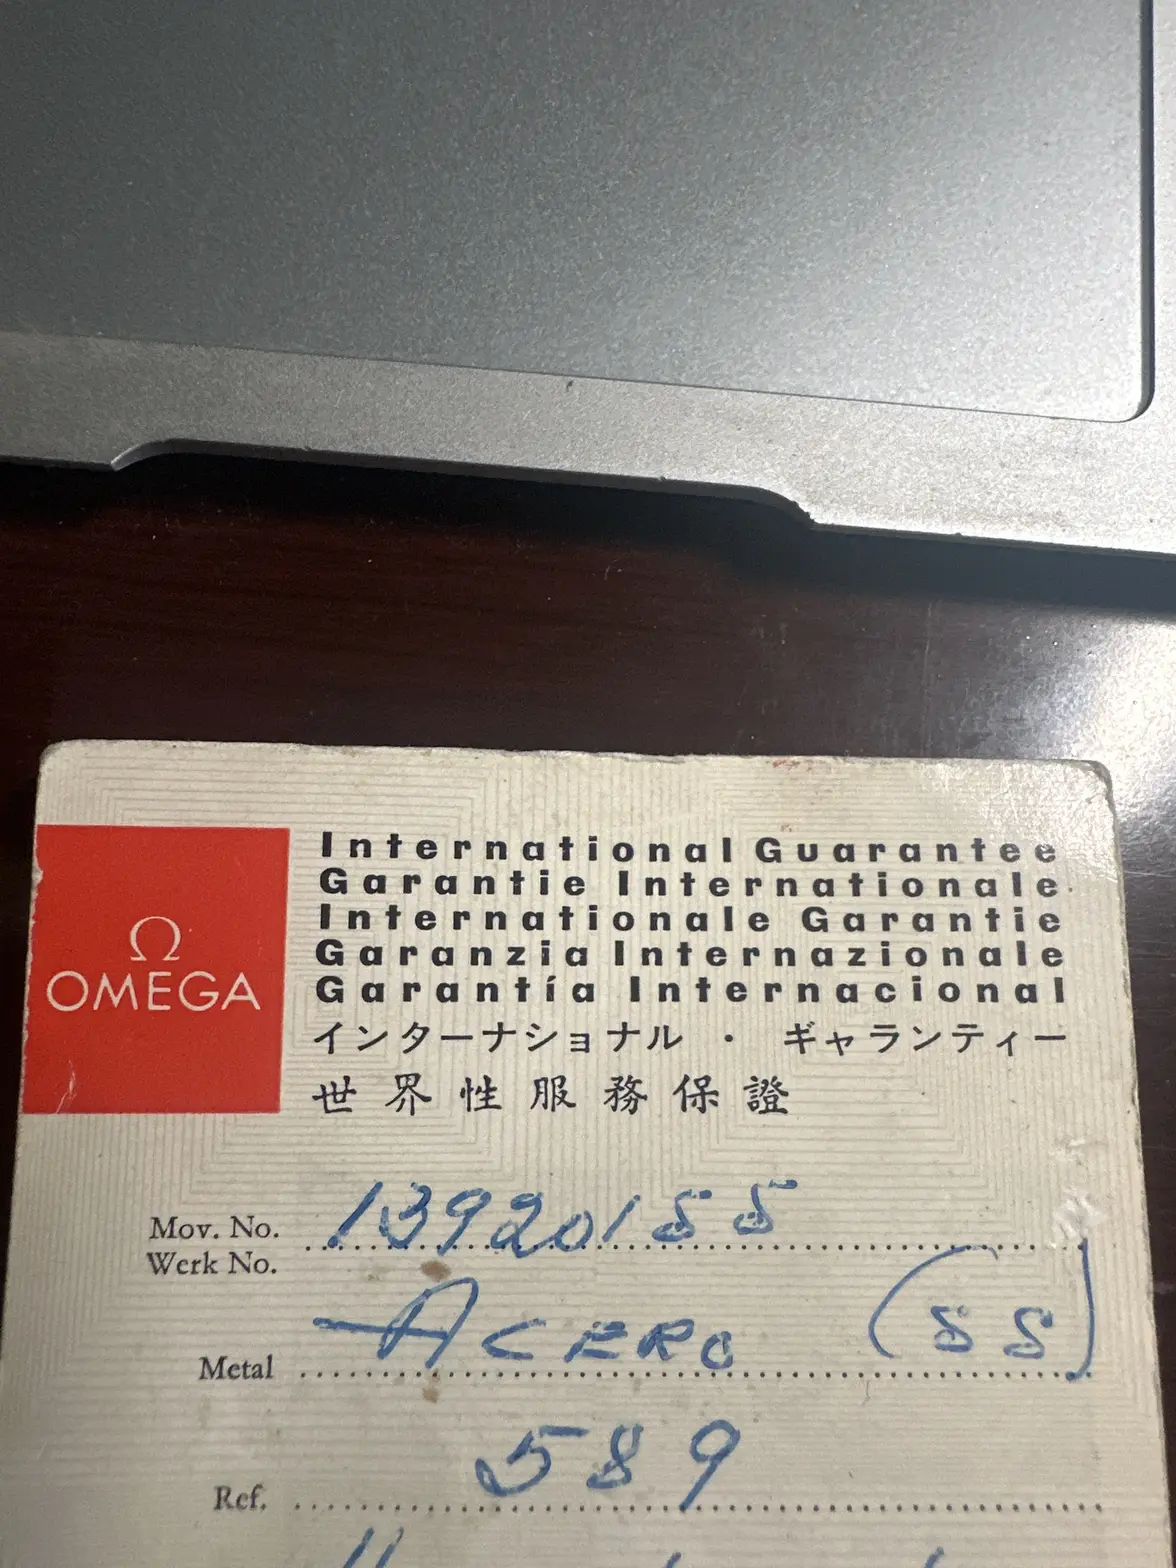 International Guarantee
Garantie Internationale
Internationale Garantie
Garanzia Internazionale
Garantía Internacional
インターナショナル・ギャランティー
世界性服務保證
Ω
OMEGA
Mov. No. 13920155
Werk No.
Metal ACERO (SS)
Ref. 589